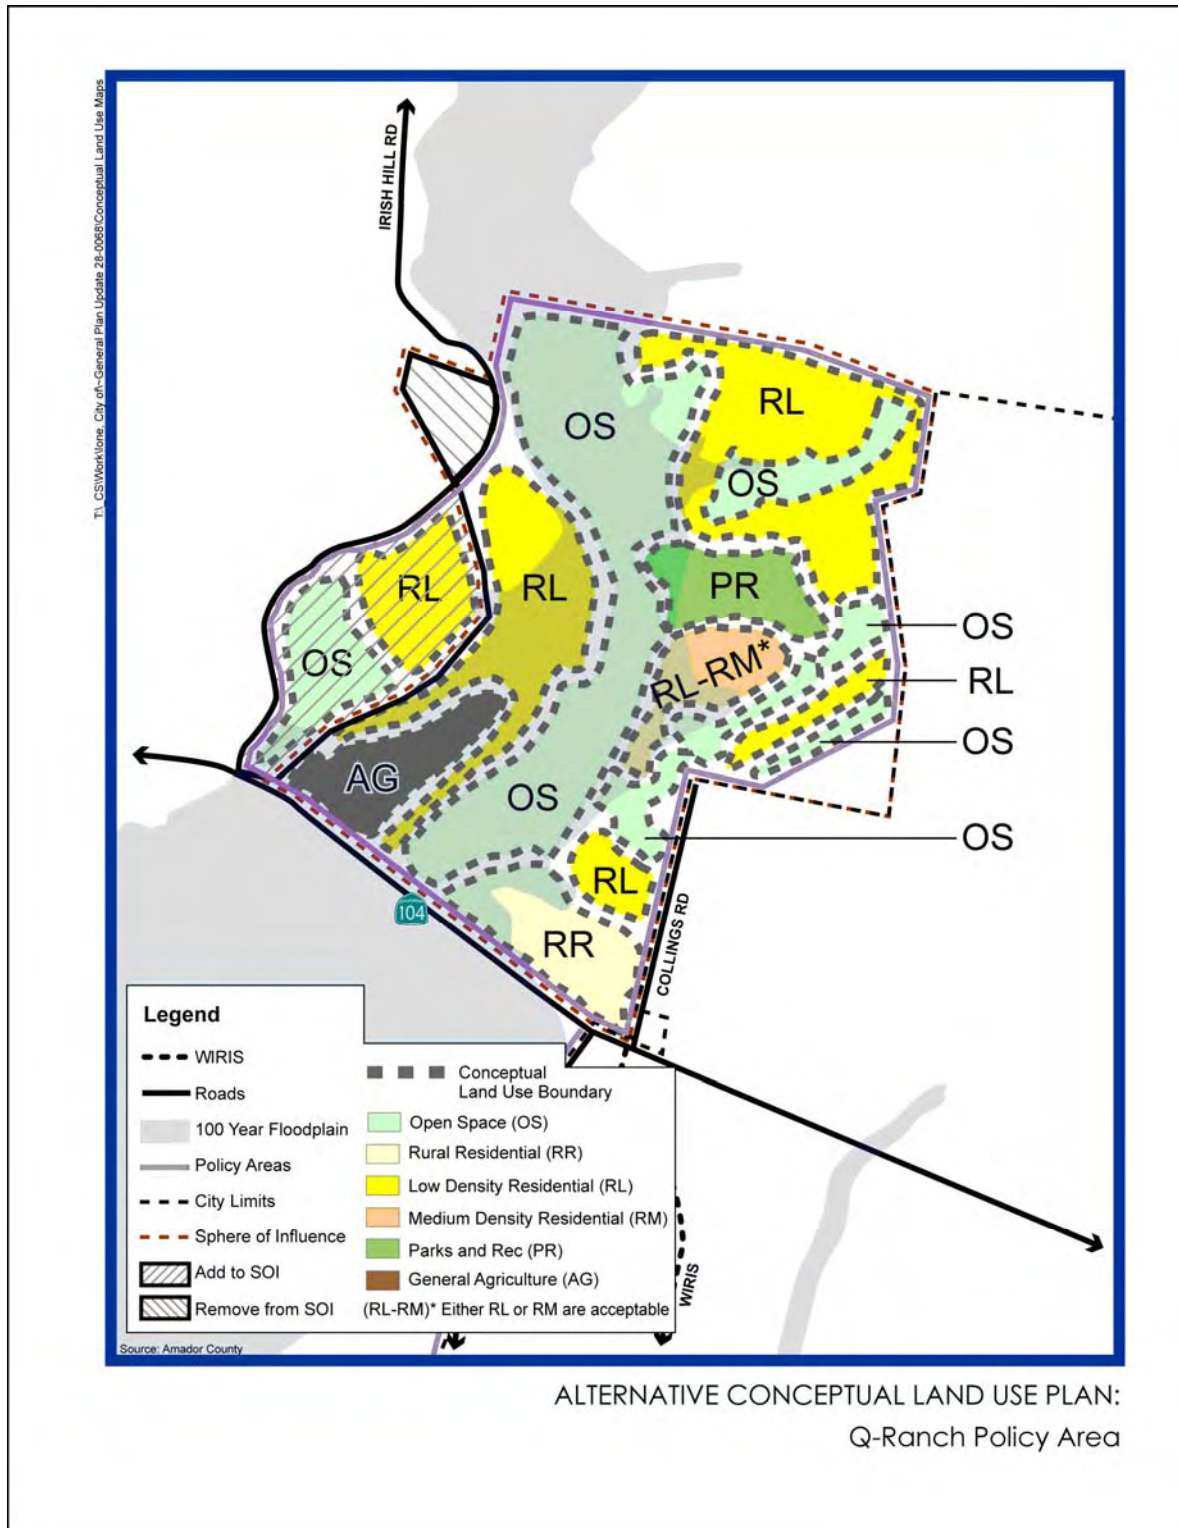 T:\_CS\Work\Ione, City of\~General Plan Update 28-0068\Conceptual Land Use Maps
IRISH HILL RD
RL
OS
OS
RL
RL
PR
OS
OS
RL-RM*
RL
OS
AG
OS
OS
RL
104
RR
COLLINGS RD
Legend
WIRIS
Roads
100 Year Floodplain
Policy Areas
City Limits
Sphere of Influence
Add to SOI
Remove from SOI
Conceptual
Land Use Boundary
Open Space (OS)
Rural Residential (RR)
Low Density Residential (RL)
Medium Density Residential (RM)
Parks and Rec (PR)
General Agriculture (AG)
(RL-RM)* Either RL or RM are acceptable
WIRIS
Source: Amador County
ALTERNATIVE CONCEPTUAL LAND USE PLAN:
Q-Ranch Policy Area